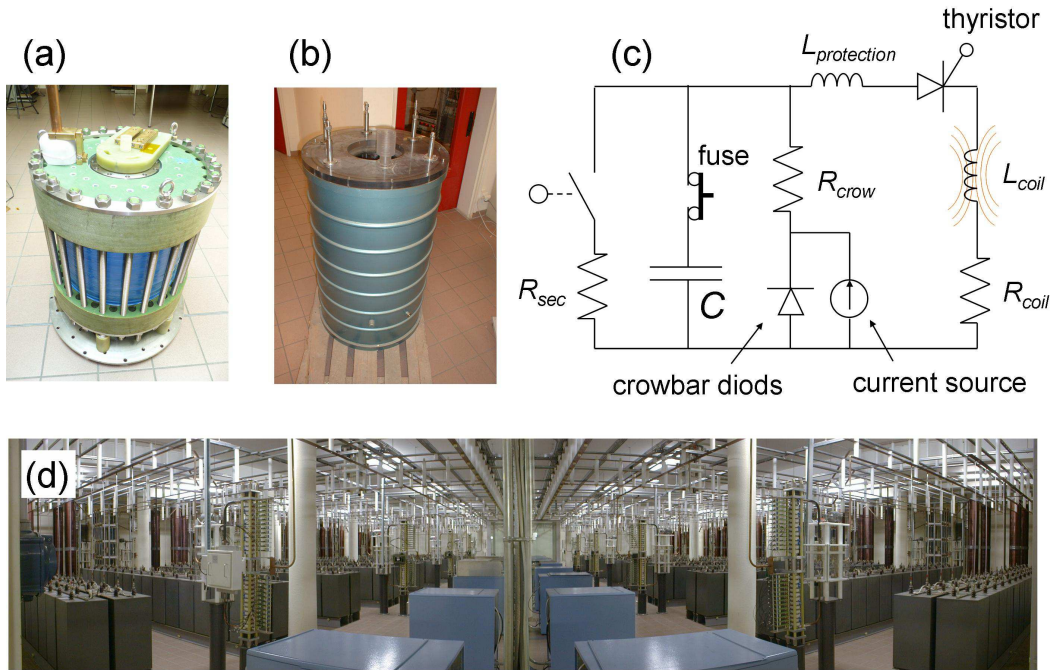 (a)
(b)
(c)
thyristor
L_protection
fuse
R_crow
L_coil
R_sec
C
R_coil
crowbar diods
current source
(d)